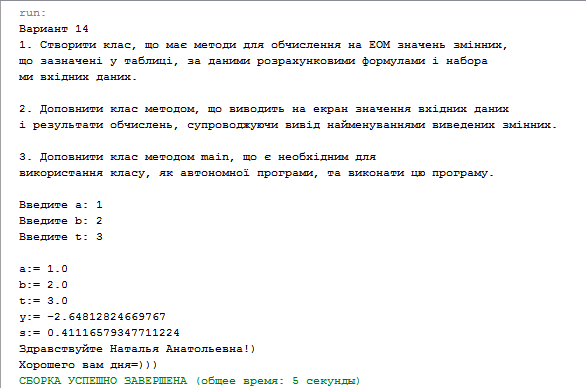 run:
Вариант 14
1. Створити клас, що має методи для обчислення на ЕОМ значень змінних,
що зазначені у таблиці, за даними розрахунковими формулами і набора
ми вхідних даних.
2. Доповнити клас методом, що виводить на екран значення вхідних даних
і результати обчислень, супроводжуючи вивід найменуваннями виведених змінних.
3. Доповнити клас методом main, що є необхідним для
використання класу, як автономної програми, та виконати цю програму.
Введите a: 1
Введите b: 2
Введите t: 3
a:= 1.0
b:= 2.0
t:= 3.0
y:= -2.64812824669767
s:= 0.41116579347711224
Здравствуйте Наталья Анатольевна!)
Хорошего вам дня=)))
СБОРКА УСПЕШНО ЗАВЕРШЕНА (общее время: 5 секунды)